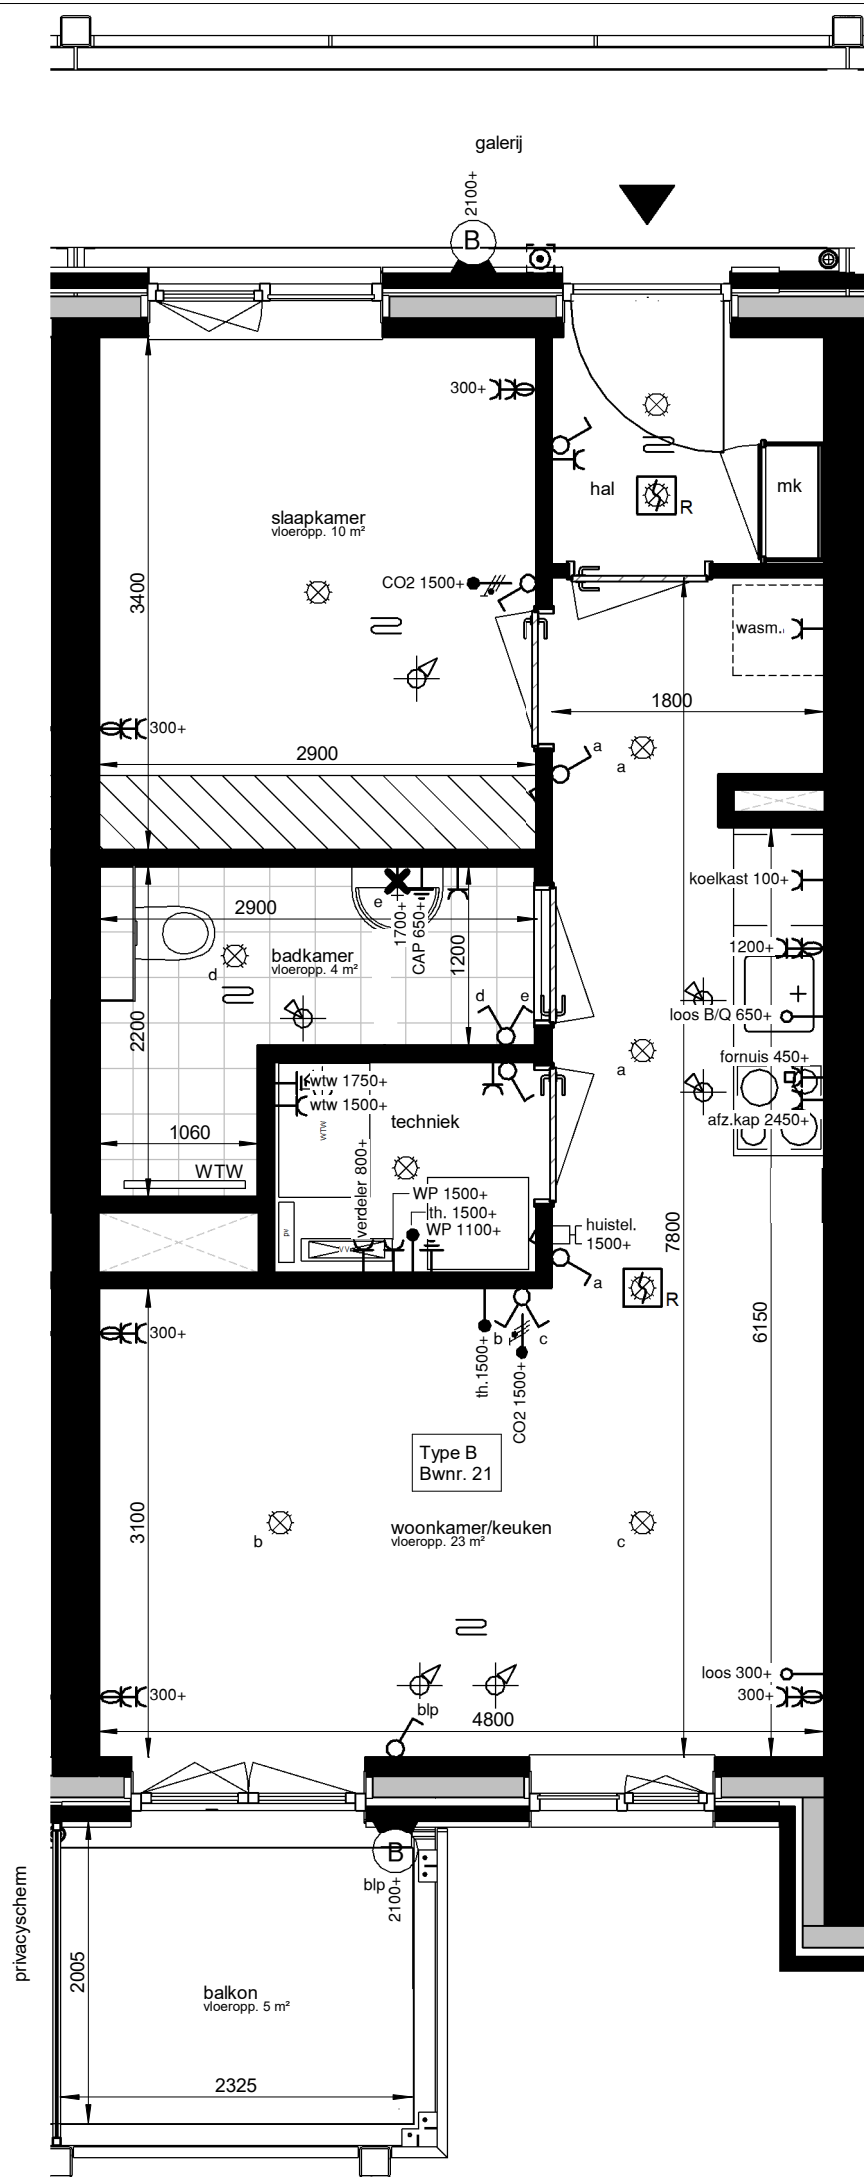 galerij
2100+
B
300+
hal
R
mk
slaapkamer
vloeropp. 10 m²
CO2 1500+
3400
wasm.
1800
300+
2900
a
a
koelkast 100+
e
2900
1700+
CAP 650+
1200
1200+
badkamer
vloeropp. 4 m²
d
d
e
loos B/Q 650+
2200
a
fornuis 450+
wtw 1750+
wtw 1500+
WTW
techniek
afz.kap 2450+
1060
WTW
verdeler 800+
WP 1500+
th. 1500+
WP 1100+
pv
huistel.
1500+
7800
a
R
6150
300+
b
c
th.1500+
CO2 1500+
Type B
Bwnr. 21
3100
woonkamer/keuken
vloeropp. 23 m²
b
c
loos 300+
300+
300+
blp
4800
B
blp
2100+
privacyscherm
2005
balkon
vloeropp. 5 m²
2325